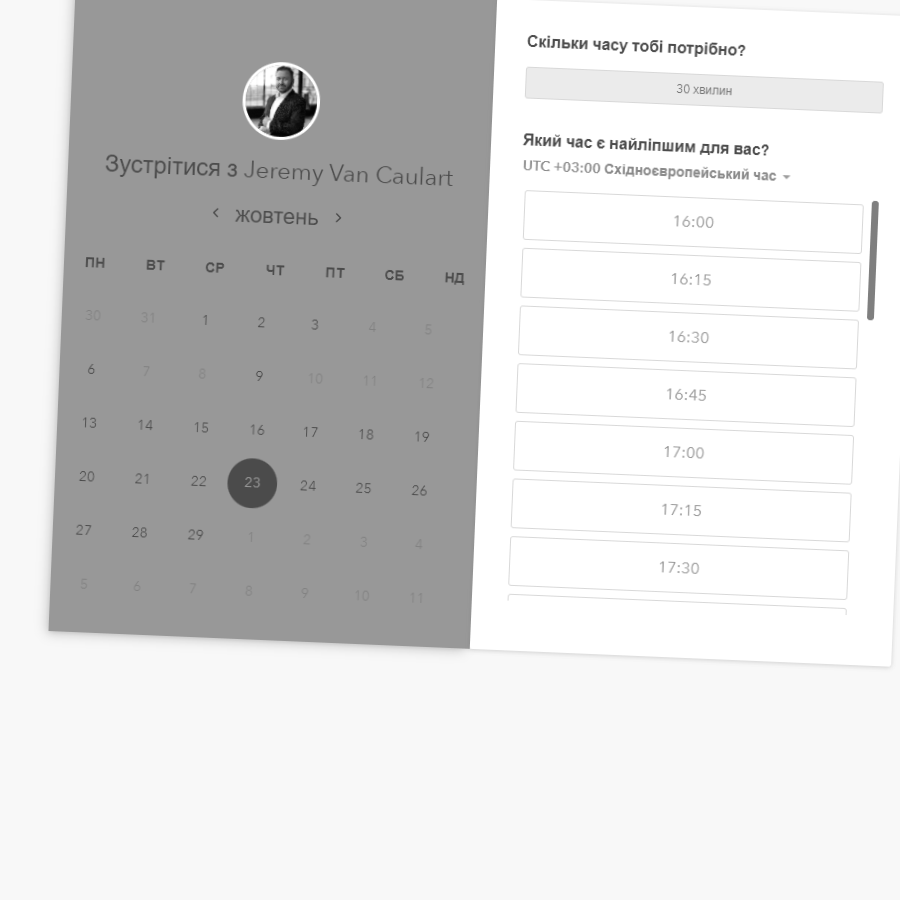 Зустрітися з Jeremy Van Caulart
жовтень
ПН ВТ СР ЧТ ПТ СБ НД
30 31 1 2 3 4 5
6 7 8 9 10 11 12
13 14 15 16 17 18 19
20 21 22 23 24 25 26
27 28 29 1 2 3 4
5 6 7 8 9 10 11
Скільки часу тобі потрібно?
30 хвилин
Який час є найліпшим для вас?
UTC +03:00 Східноєвропейський час
16:00
16:15
16:30
16:45
17:00
17:15
17:30